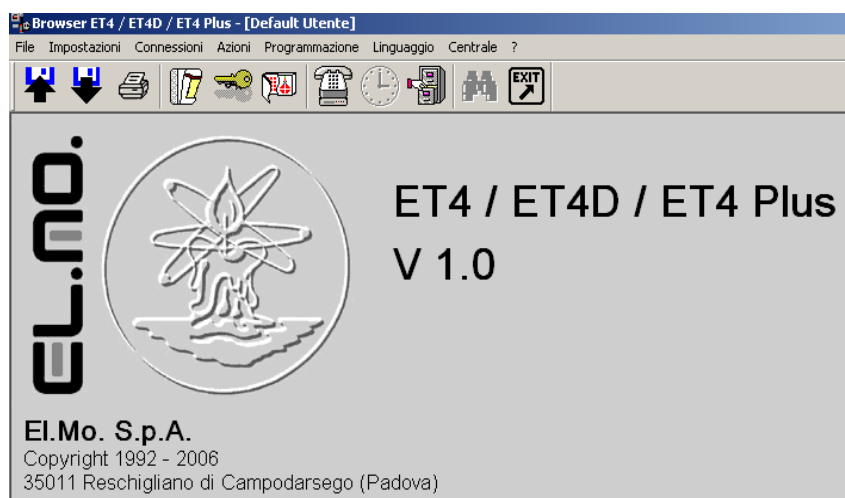 Browser ET4 / ET4D / ET4 Plus - [Default Utente]
File Impostazioni Connessioni Azioni Programmazione Linguaggio Centrale ?
EXIT
EL.MO.
ET4 / ET4D / ET4 Plus
V 1.0
El.Mo. S.p.A.
Copyright 1992 - 2006
35011 Reschigliano di Campodarsego (Padova)